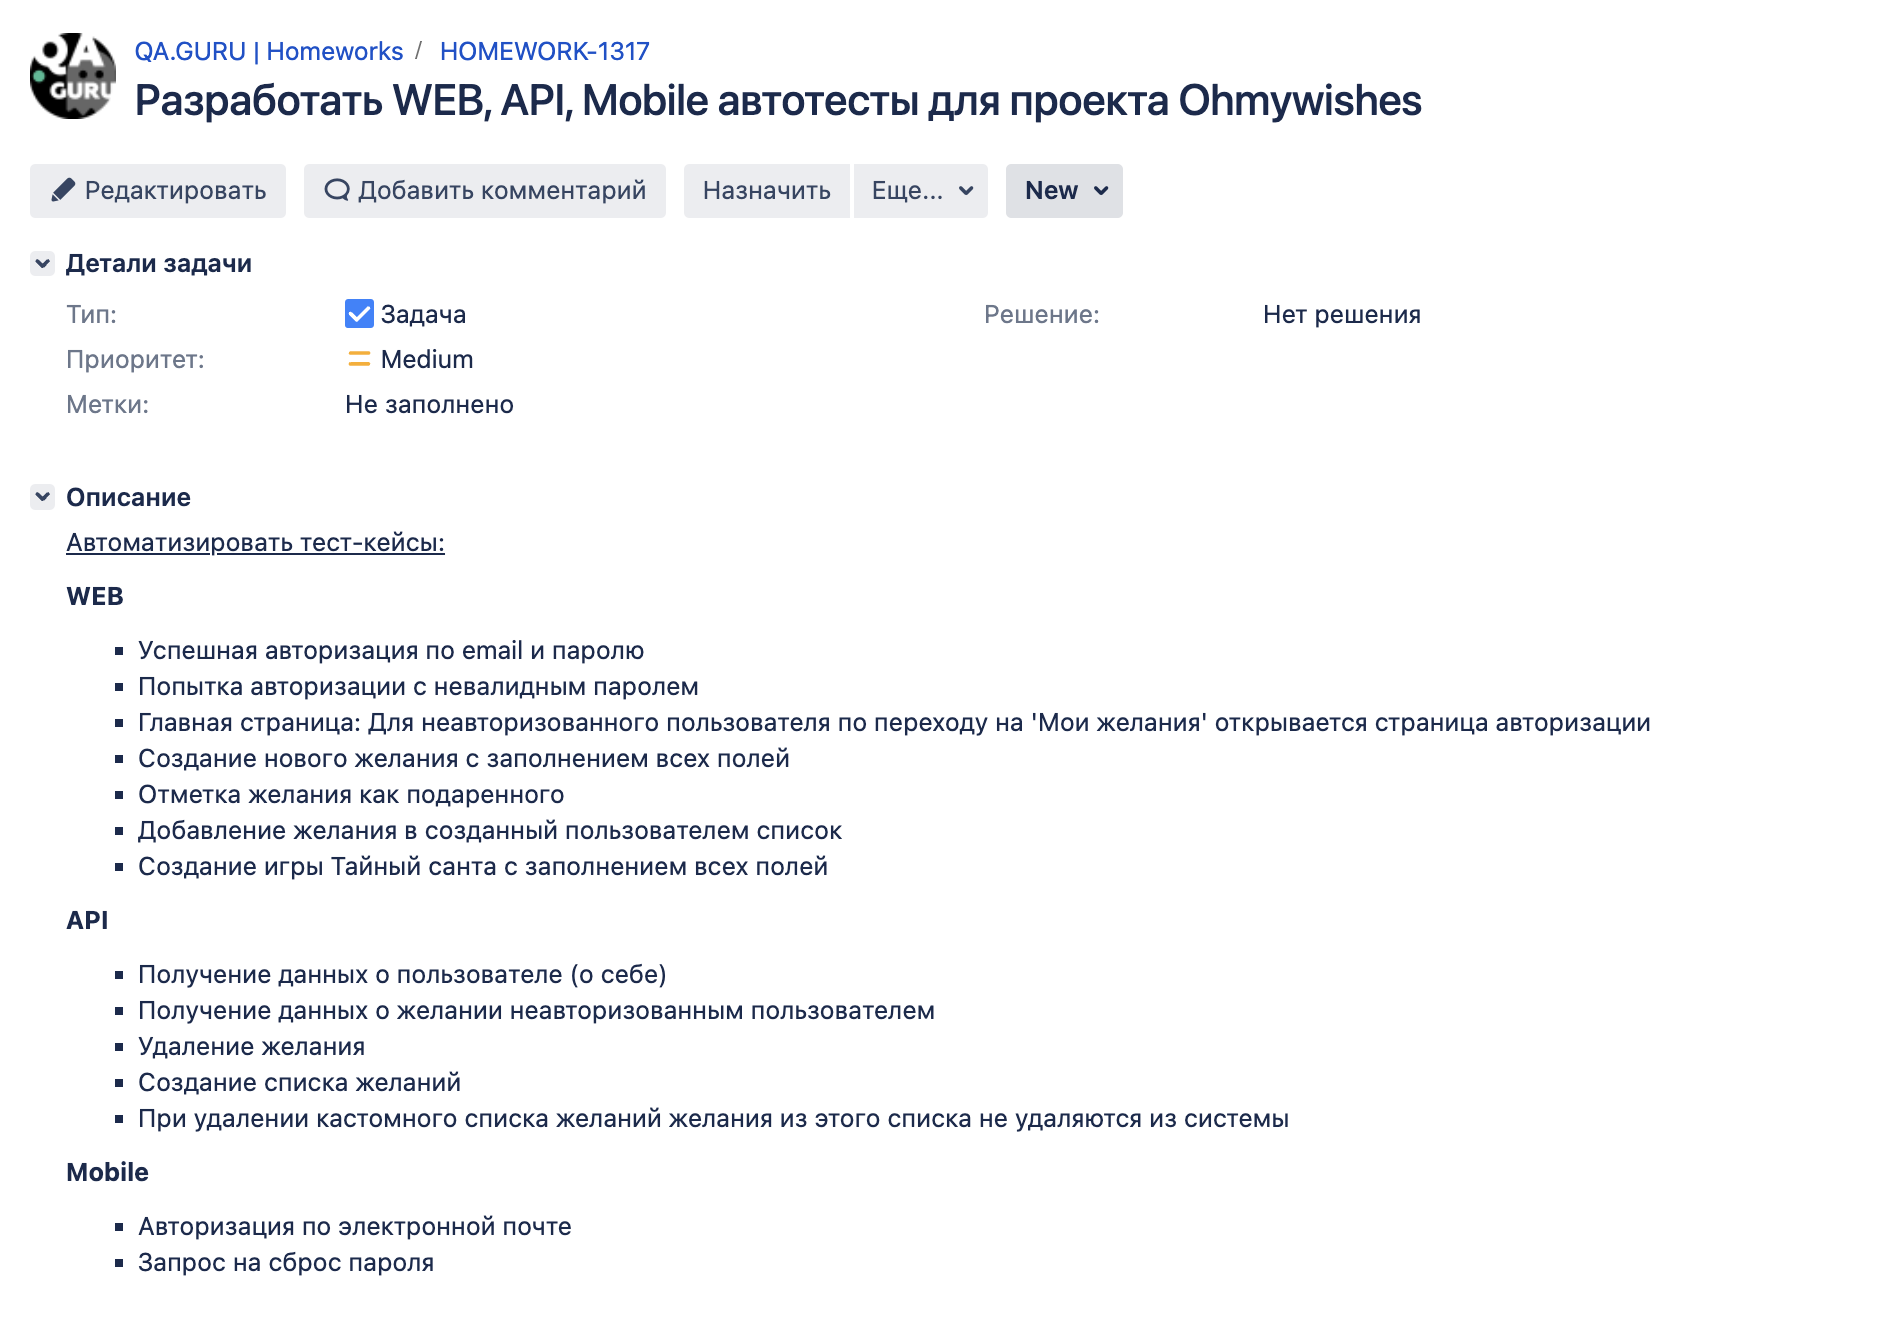 QA
GURU
QA.GURU | Homeworks / HOMEWORK-1317
Разработать WEB, API, Mobile автотесты для проекта Ohmywishes
Редактировать Добавить комментарий Назначить Еще... New
Детали задачи
Тип: Задача Решение: Нет решения
Приоритет: Medium
Метки: Не заполнено
Описание
Автоматизировать тест-кейсы:
WEB
▪ Успешная авторизация по email и паролю
▪ Попытка авторизации с невалидным паролем
▪ Главная страница: Для неавторизованного пользователя по переходу на 'Мои желания' открывается страница авторизации
▪ Создание нового желания с заполнением всех полей
▪ Отметка желания как подаренного
▪ Добавление желания в созданный пользователем список
▪ Создание игры Тайный санта с заполнением всех полей
API
▪ Получение данных о пользователе (о себе)
▪ Получение данных о желании неавторизованным пользователем
▪ Удаление желания
▪ Создание списка желаний
▪ При удалении кастомного списка желаний желания из этого списка не удаляются из системы
Mobile
▪ Авторизация по электронной почте
▪ Запрос на сброс пароля